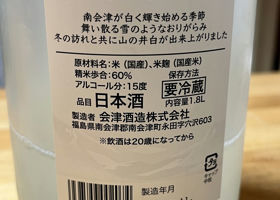 南会津が白く輝き始める季節
舞い散る雪のようなおりがらみ
冬の訪れと共に山の井白が出来上がりました
原材料名:米(国産)、米麹(国産米)
精米歩合:60% 保存方法
アルコール分:15度 要冷蔵
品目 日本酒 内容量1.8L
製造者 会津酒造株式会社
福島県南会津郡南会津町永田字穴沢603
※飲酒は20歳になってから
製造年月